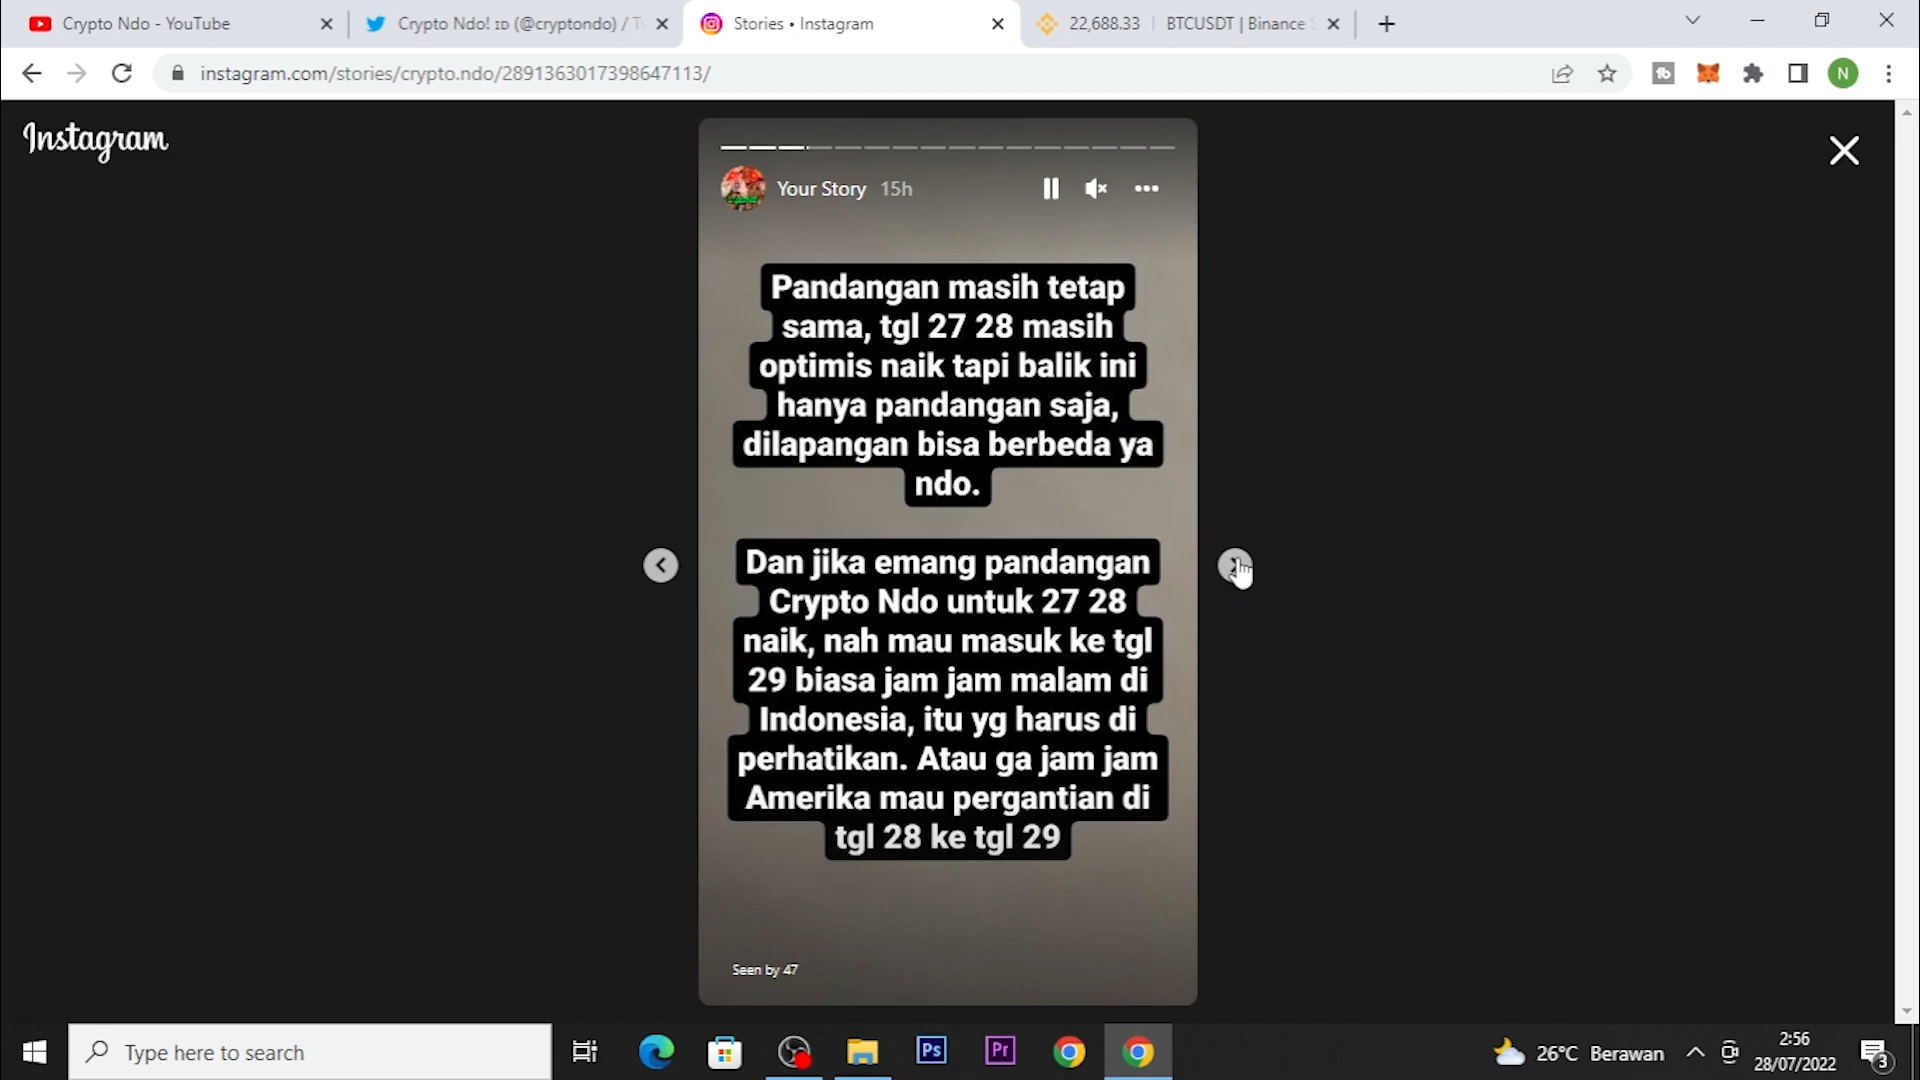 Crypto Ndo - YouTube
Crypto Ndo! ɪᴅ (@cryptondo) / T
Stories • Instagram
22,688.33 | BTCUSDT | Binance
instagram.com/stories/crypto.ndo/2891363017398647113/
N
Instagram
Your Story 15h
Pandangan masih tetap
sama, tgl 27 28 masih
optimis naik tapi balik ini
hanya pandangan saja,
dilapangan bisa berbeda ya
ndo.
Dan jika emang pandangan
Crypto Ndo untuk 27 28
naik, nah mau masuk ke tgl
29 biasa jam jam malam di
Indonesia, itu yg harus di
perhatikan. Atau ga jam jam
Amerika mau pergantian di
tgl 28 ke tgl 29
Seen by 47
Type here to search
Ps
Pr
26°C Berawan
2:56
28/07/2022
3